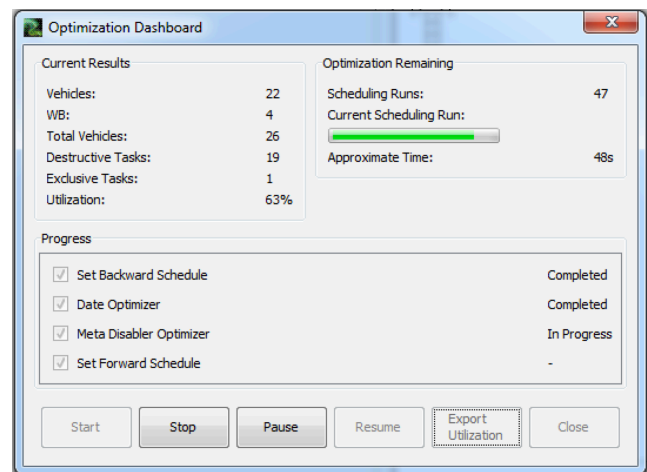 Optimization Dashboard
Current Results
Vehicles: 22
WB: 4
Total Vehicles: 26
Destructive Tasks: 19
Exclusive Tasks: 1
Utilization: 63%
Optimization Remaining
Scheduling Runs: 47
Current Scheduling Run:
Approximate Time: 48s
Progress
Set Backward Schedule Completed
Date Optimizer Completed
Meta Disabler Optimizer In Progress
Set Forward Schedule -
Start Stop Pause Resume Export Utilization Close